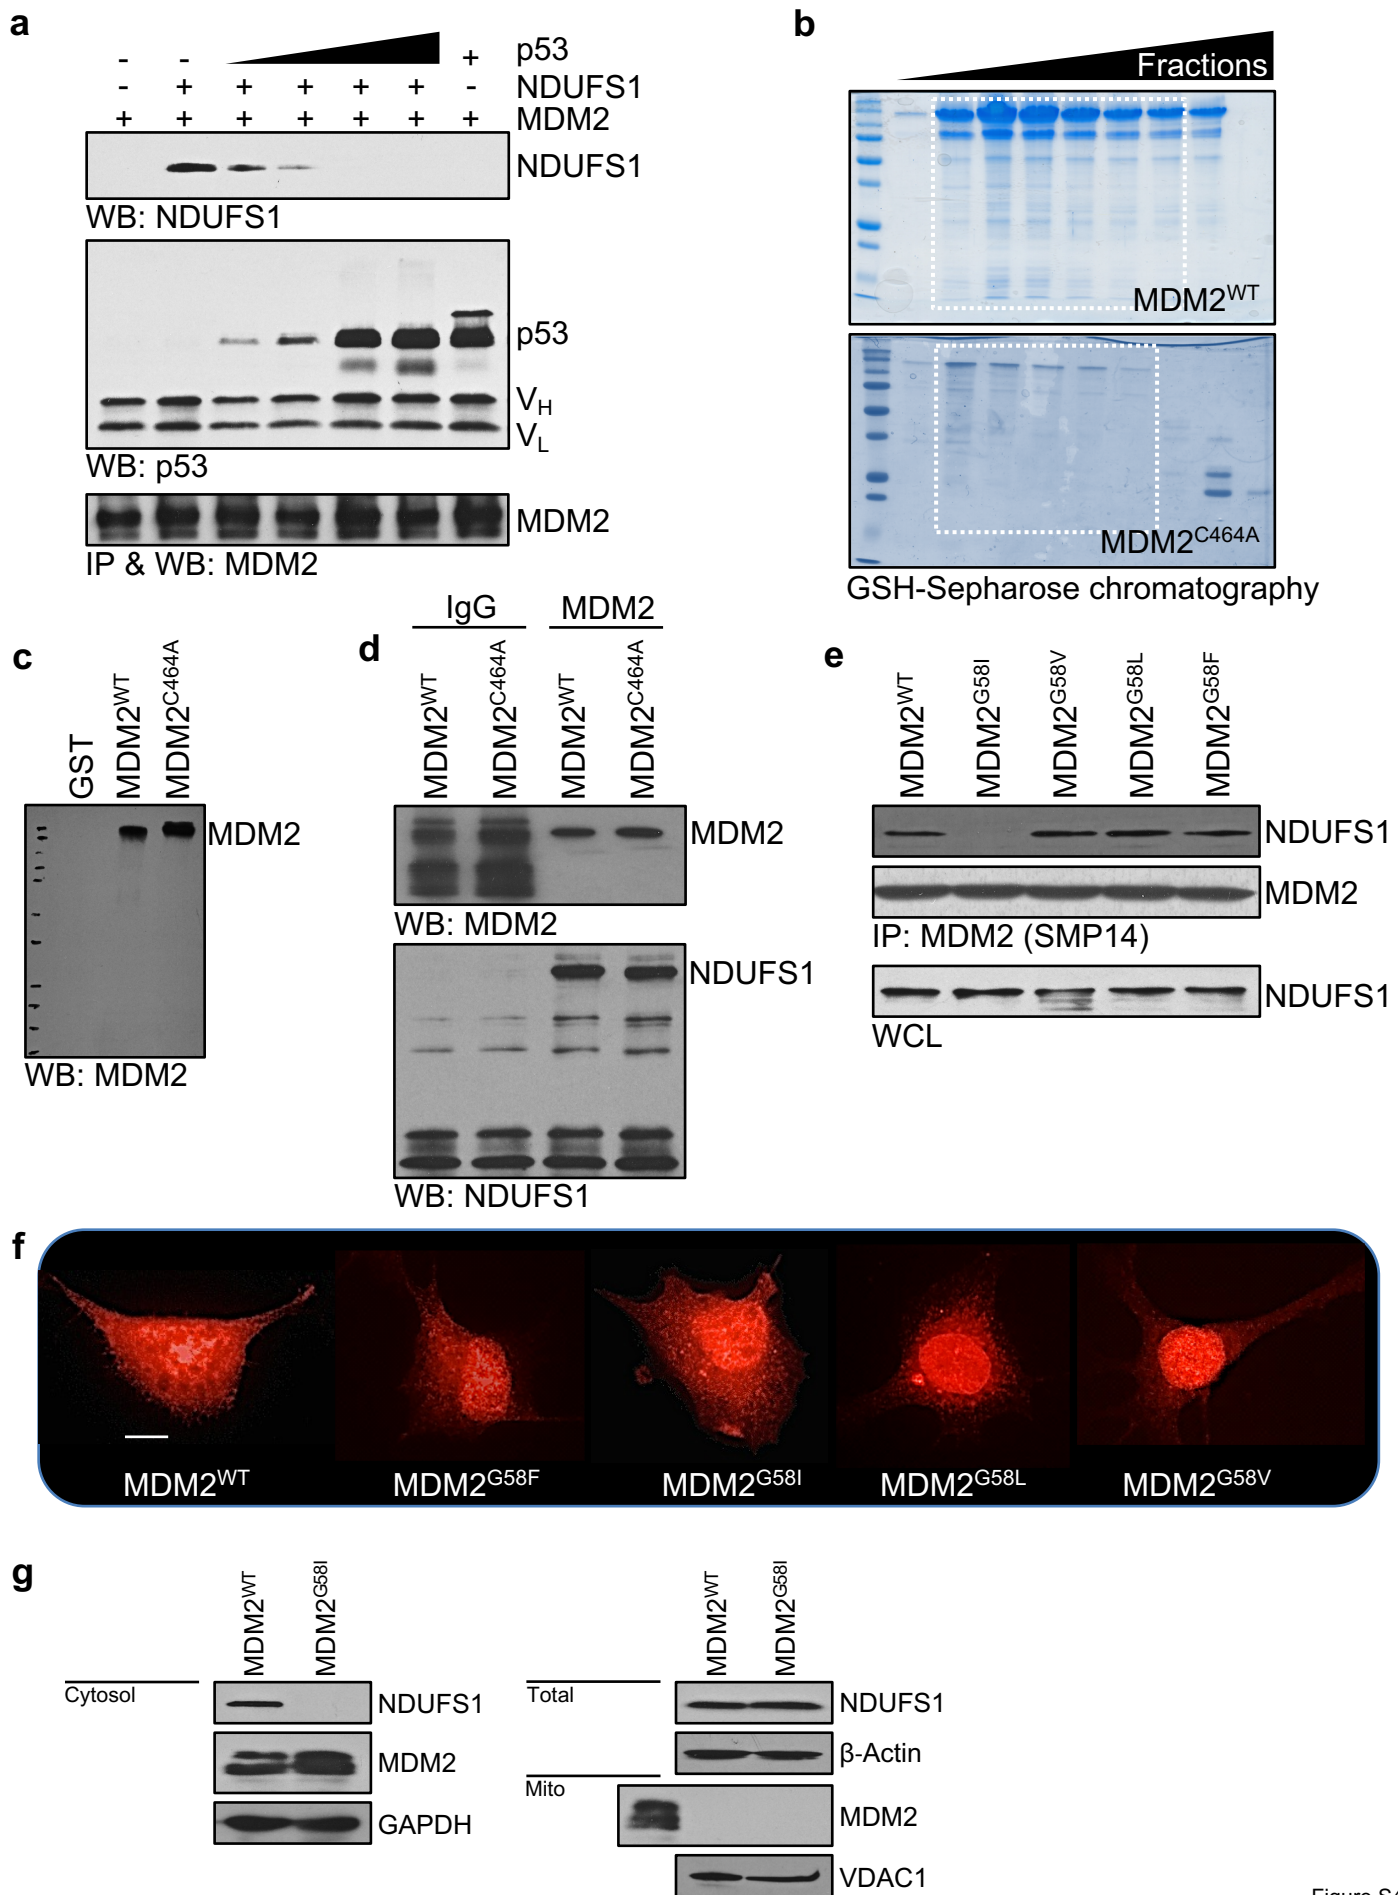 a
- - + p53
- + + + + + - NDUFS1
+ + + + + + + MDM2
NDUFS1
WB: NDUFS1
p53
VH
VL
WB: p53
MDM2
IP & WB: MDM2
b
Fractions
MDM2WT
MDM2C464A
GSH-Sepharose chromatography
c
GST
MDM2WT
MDM2C464A
MDM2
WB: MDM2
d
IgG MDM2
MDM2WT
MDM2C464A
MDM2WT
MDM2C464A
MDM2
WB: MDM2
NDUFS1
WB: NDUFS1
e
MDM2WT
MDM2G58I
MDM2G58V
MDM2G58L
MDM2G58F
NDUFS1
MDM2
IP: MDM2 (SMP14)
NDUFS1
WCL
f
MDM2WT MDM2G58F MDM2G58I MDM2G58L MDM2G58V
g
MDM2WT
MDM2G58I
Cytosol
NDUFS1
MDM2
GAPDH
MDM2WT
MDM2G58I
Total
NDUFS1
β-Actin
Mito
MDM2
VDAC1